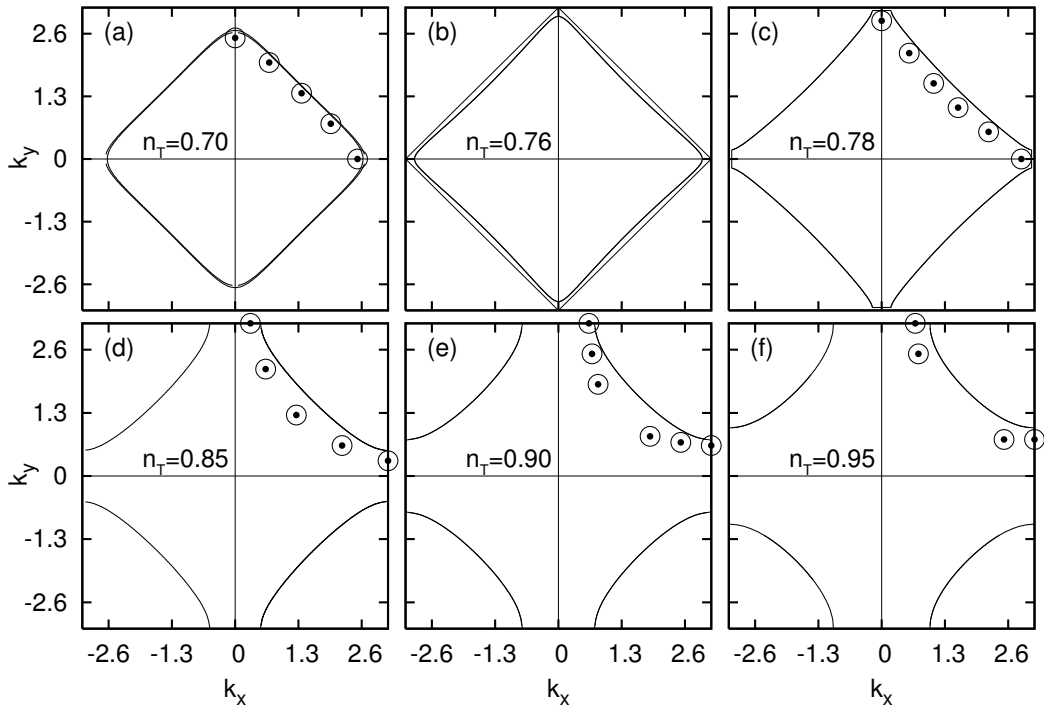 2.6 (a) (b) (c)
1.3
n_T=0.70 n_T=0.76 n_T=0.78
k_y 0
-1.3
-2.6
2.6 (d) (e) (f)
1.3
n_T=0.85 n_T=0.90 n_T=0.95
k_y 0
-1.3
-2.6
-2.6 -1.3 0 1.3 2.6 -2.6 -1.3 0 1.3 2.6 -2.6 -1.3 0 1.3 2.6
k_x k_x k_x